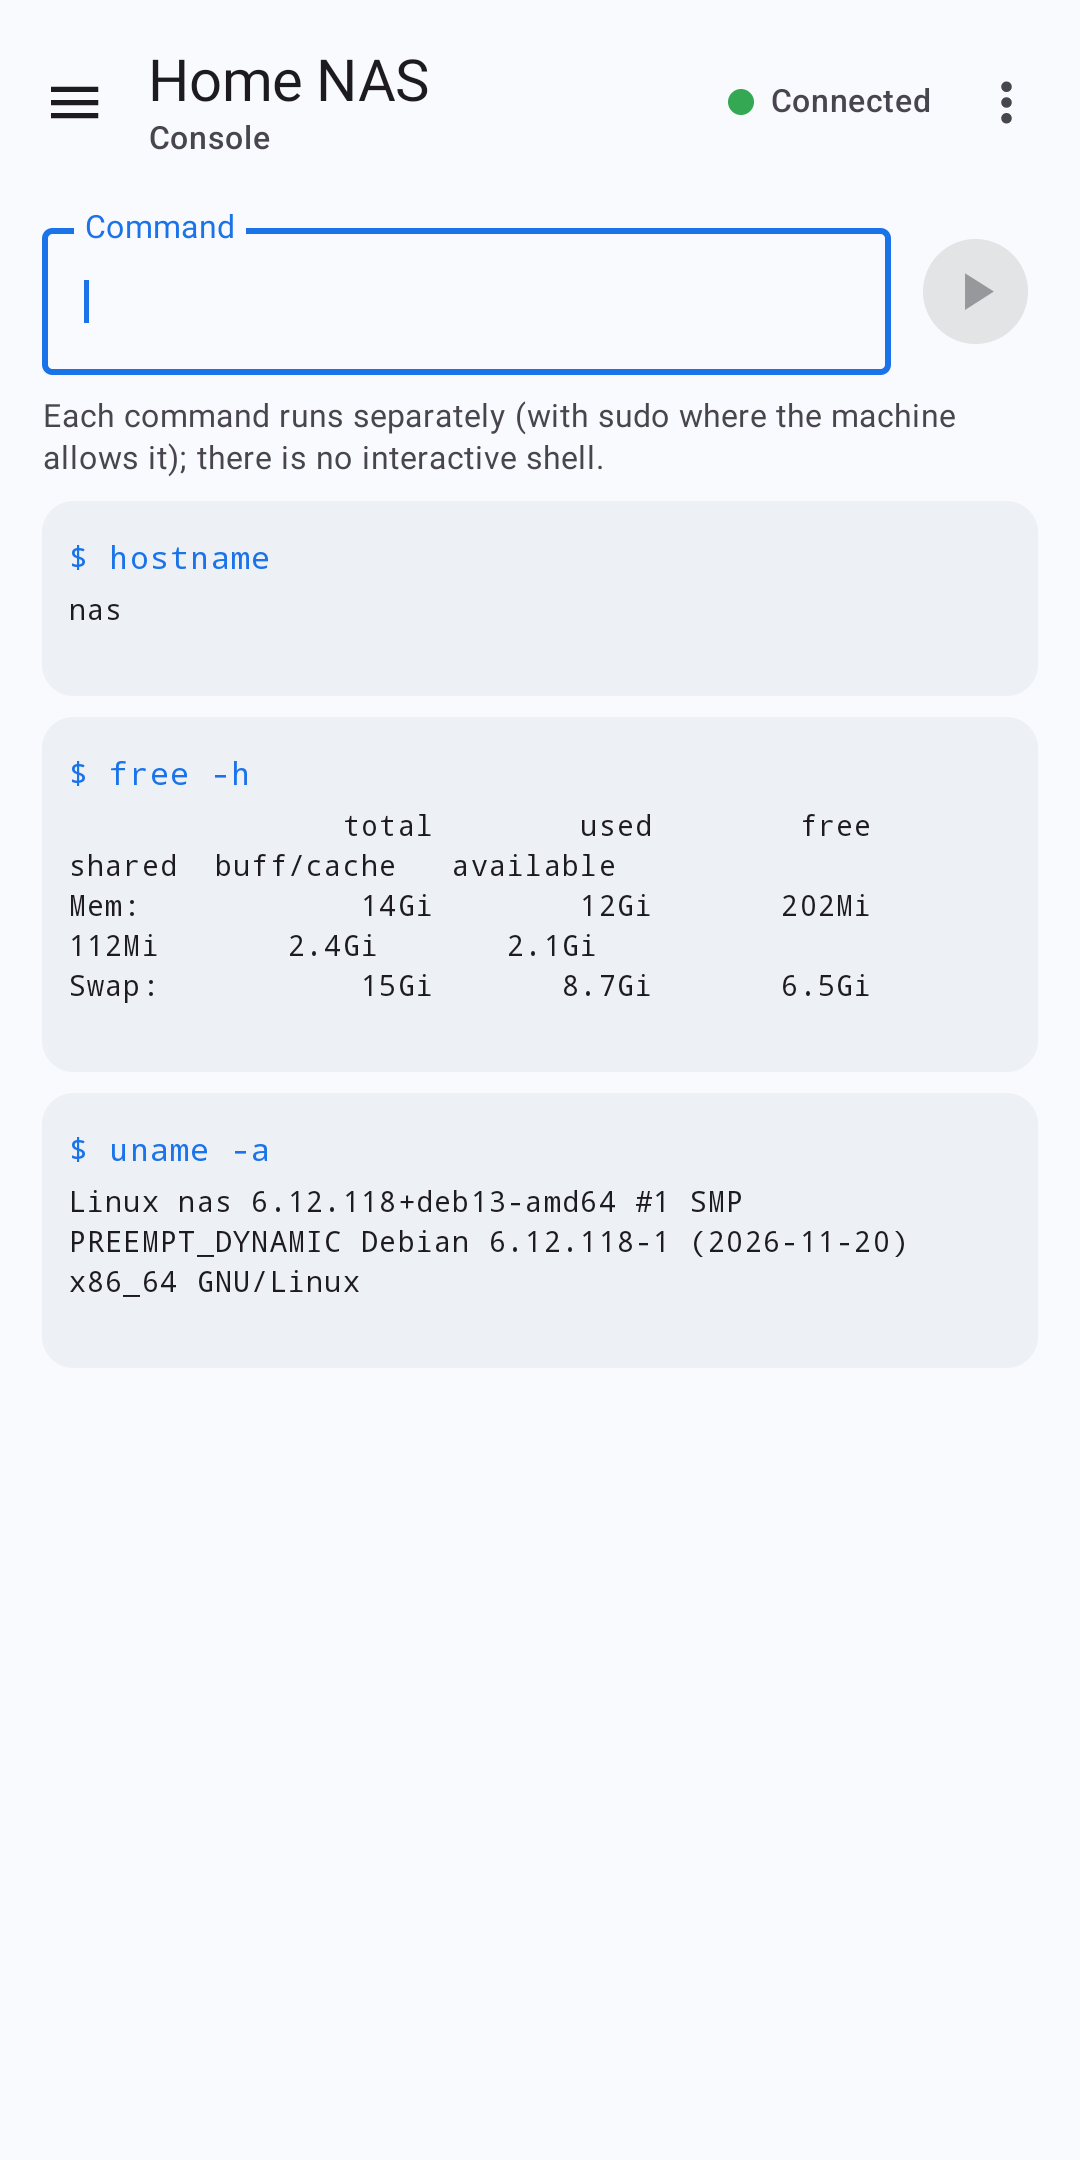 Home NAS
Console
Connected
Command
Each command runs separately (with sudo where the machine
allows it); there is no interactive shell.
$ hostname
nas
$ free -h
               total        used        free
shared  buff/cache   available
Mem:            14Gi        12Gi       202Mi
112Mi       2.4Gi       2.1Gi
Swap:           15Gi       8.7Gi       6.5Gi
$ uname -a
Linux nas 6.12.118+deb13-amd64 #1 SMP
PREEMPT_DYNAMIC Debian 6.12.118-1 (2026-11-20)
x86_64 GNU/Linux